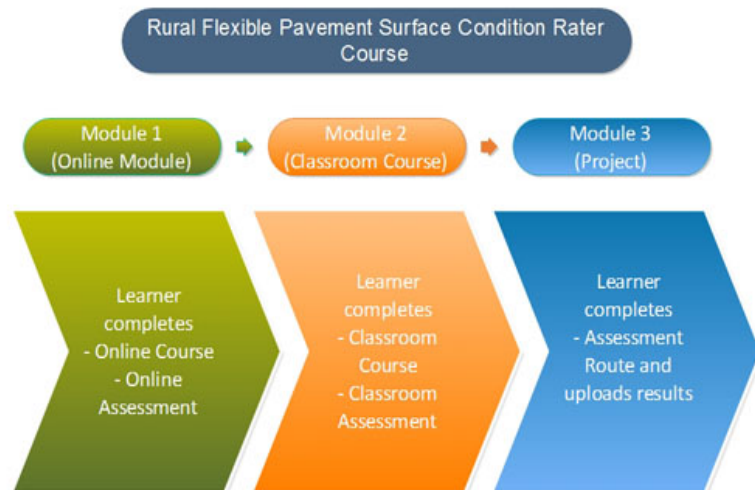 Rural Flexible Pavement Surface Condition Rater
Course
Module 1
(Online Module)
Module 2
(Classroom Course)
Module 3
(Project)
Learner
completes
- Online Course
- Online
Assessment
Learner
completes
- Classroom
Course
- Classroom
Assessment
Learner
completes
- Assessment
Route and
uploads results